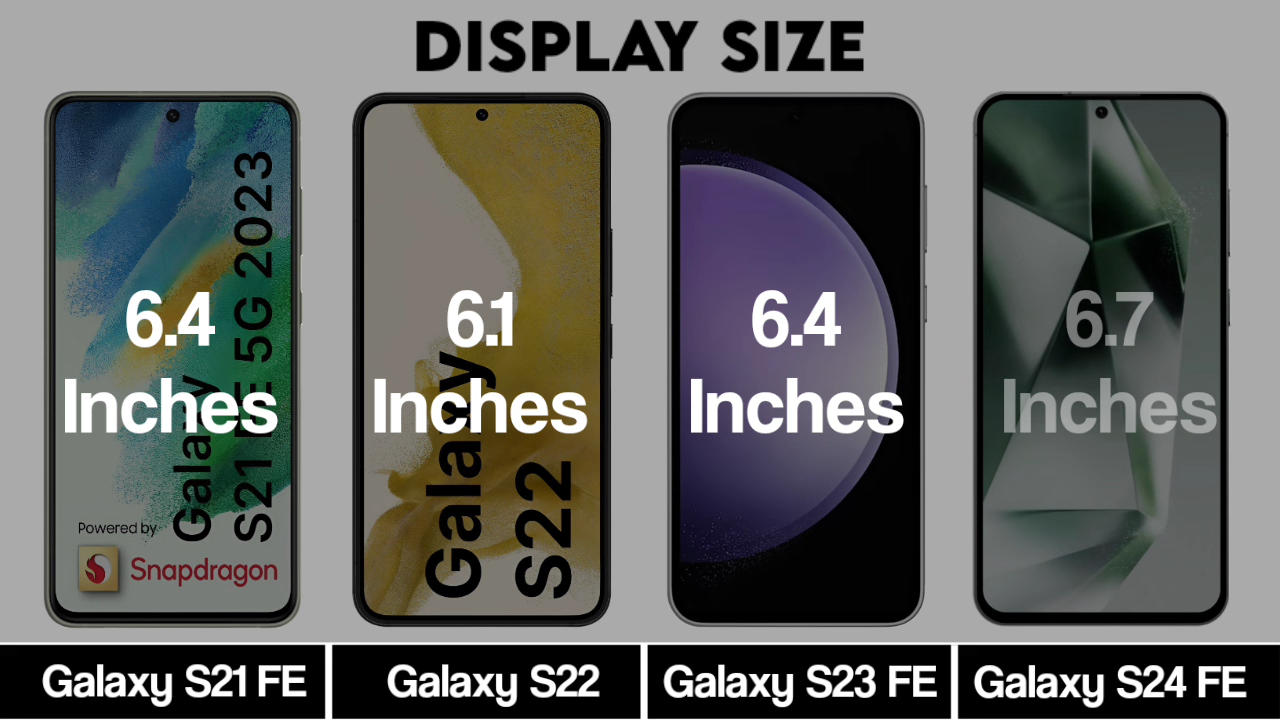 DISPLAY SIZE
6.4
Inches
Galaxy
S21 FE 5G 2023
Powered by
Snapdragon
6.1
Inches
Galaxy
S22
6.4
Inches
6.7
Inches
Galaxy S21 FE
Galaxy S22
Galaxy S23 FE
Galaxy S24 FE